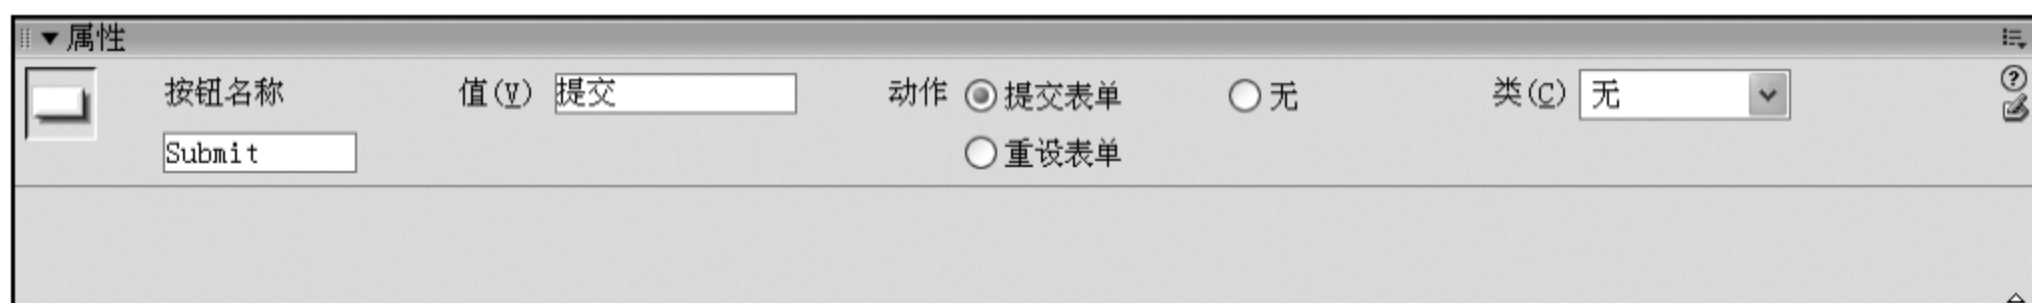 属性
按钮名称 值(V) 提交 动作 提交表单 无 类(C) 无
Submit 重设表单